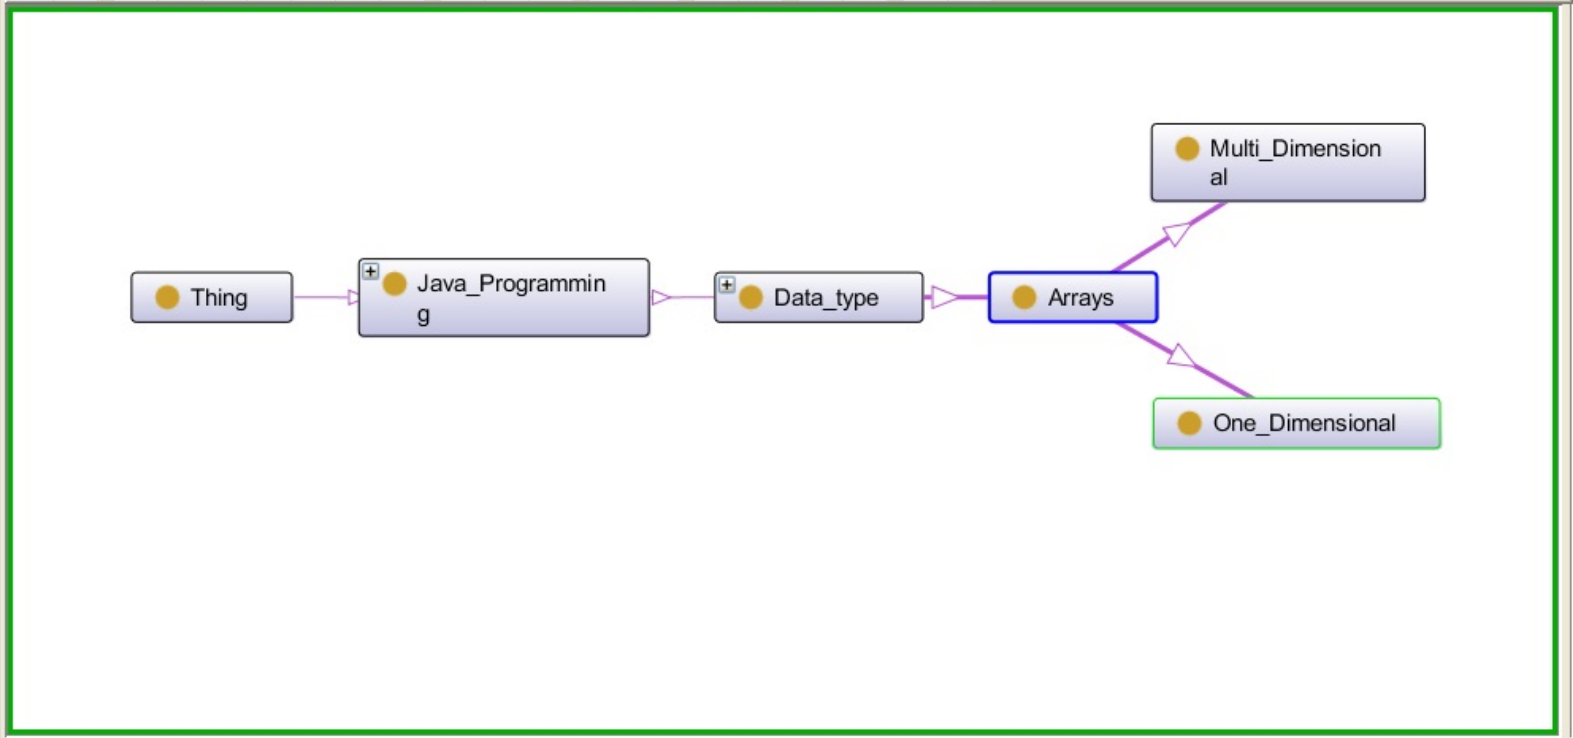 Multi_Dimension
al
Thing
Java_Programmin
g
Data_type
Arrays
One_Dimensional